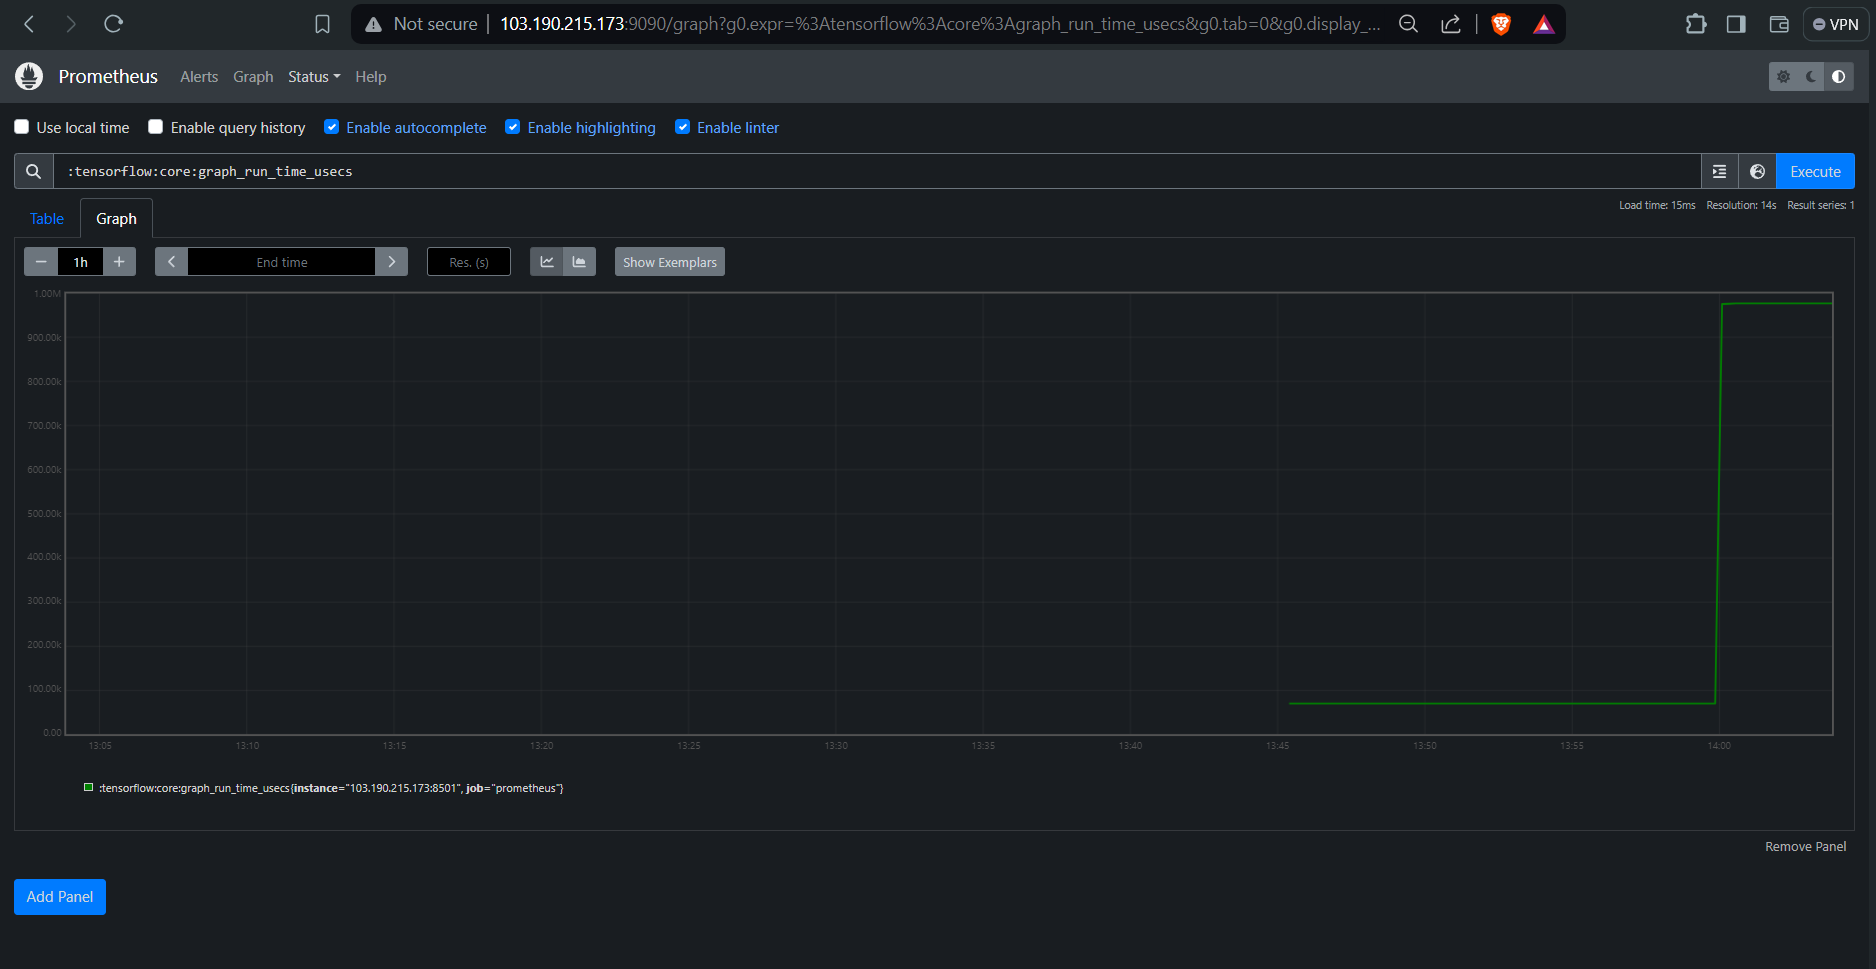 Not secure | 103.190.215.173:9090/graph?g0.expr=%3Atensorflow%3Acore%3Agraph_run_time_usecs&g0.tab=0&g0.display_... VPN
Prometheus Alerts Graph Status Help
Use local time Enable query history Enable autocomplete Enable highlighting Enable linter
:tensorflow:core:graph_run_time_usecs Execute
Load time: 15ms Resolution: 14s Result series: 1
Table Graph
− 1h + End time Res. (s) Show Exemplars
1.00M
900.00k
800.00k
700.00k
600.00k
500.00k
400.00k
300.00k
200.00k
100.00k
0.00
13:05 13:10 13:15 13:20 13:25 13:30 13:35 13:40 13:45 13:50 13:55 14:00
:tensorflow:core:graph_run_time_usecs{instance="103.190.215.173:8501", job="prometheus"}
Remove Panel
Add Panel